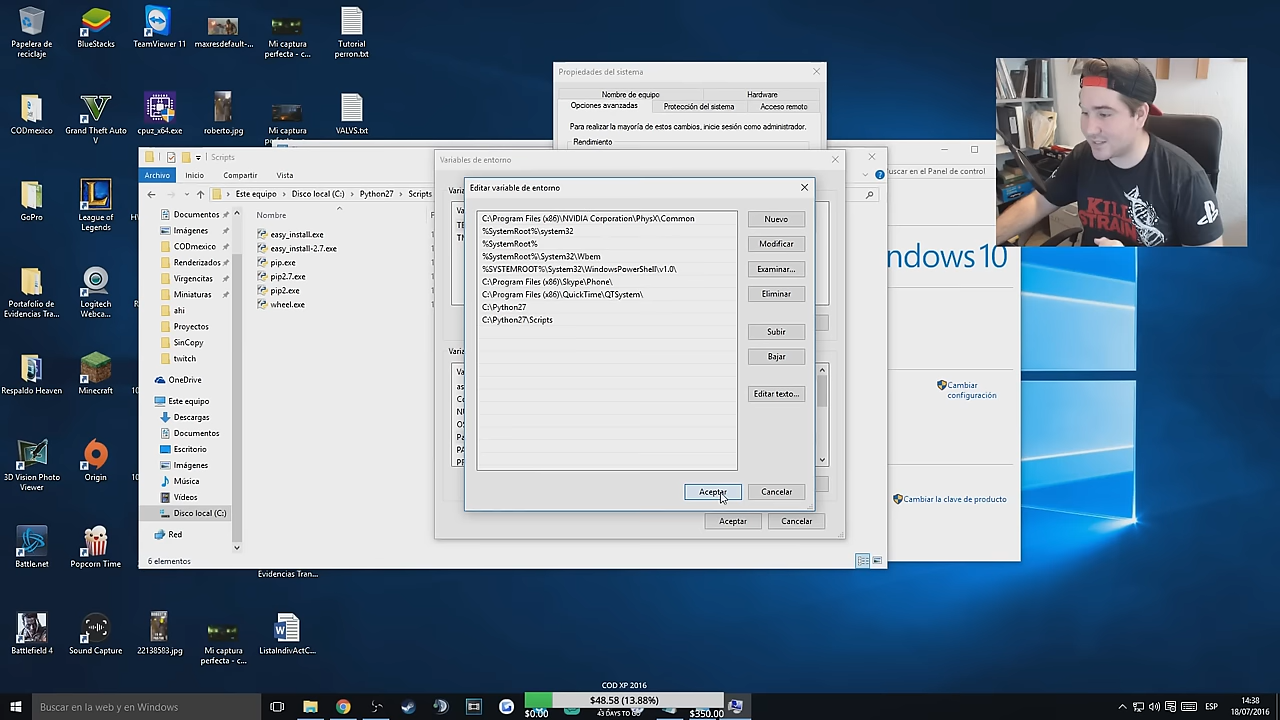 Papelera de
reciclaje
BlueStacks
TeamViewer 11
maxresdefault-...
Mi captura
perfecta - c...
Tutorial
perron.txt
CODmexico
Grand Theft Auto
V
cpuz_x64.exe
roberto.jpg
Mi captura
VALVS.txt
GoPro
League of
Legends
Portafolio de
Evidencias Tra...
Logitech
Webca...
Respaldo Heaven
Minecraft
3D Vision Photo
Viewer
Origin
Battle.net
Popcorn Time
Evidencias Tran...
Battlefield 4
Sound Capture
22138583.jpg
Mi captura
perfecta - c...
ListaIndivActC...
Propiedades del sistema
Nombre de equipo
Hardware
Opciones avanzadas
Protección del sistema
Acceso remoto
Para realizar la mayoría de estos cambios, inicie sesión como administrador.
Rendimiento
Scripts
Archivo
Inicio
Compartir
Vista
Este equipo
Disco local (C:)
Python27
Scripts
Documentos
Imágenes
CODmexico
Renderizados
Virgencitas
Miniaturas
ahi
Proyectos
SinCopy
twitch
OneDrive
Este equipo
Descargas
Documentos
Escritorio
Imágenes
Música
Vídeos
Disco local (C:)
Red
6 elementos
Nombre
easy_install.exe
easy_install-2.7.exe
pip.exe
pip2.7.exe
pip2.exe
wheel.exe
Variables de entorno
Aceptar
Cancelar
Editar variable de entorno
C:\Program Files (x86)\NVIDIA Corporation\PhysX\Common
%SystemRoot%\system32
%SystemRoot%
%SystemRoot%\System32\Wbem
%SYSTEMROOT%\System32\WindowsPowerShell\v1.0\
C:\Program Files (x86)\Skype\Phone\
C:\Program Files (x86)\QuickTime\QTSystem\
C:\Python27
C:\Python27\Scripts
Nuevo
Modificar
Examinar...
Eliminar
Subir
Bajar
Editar texto...
Aceptar
Cancelar
uscar en el Panel de control
ndows 10
Cambiar
configuración
Cambiar la clave de producto
KILL
STRAIN
COD XP 2016
$48.58 (13.88%)
$0.00
43 DAYS TO GO
$350.00
Buscar en la web y en Windows
ESP
14:38
18/07/2016